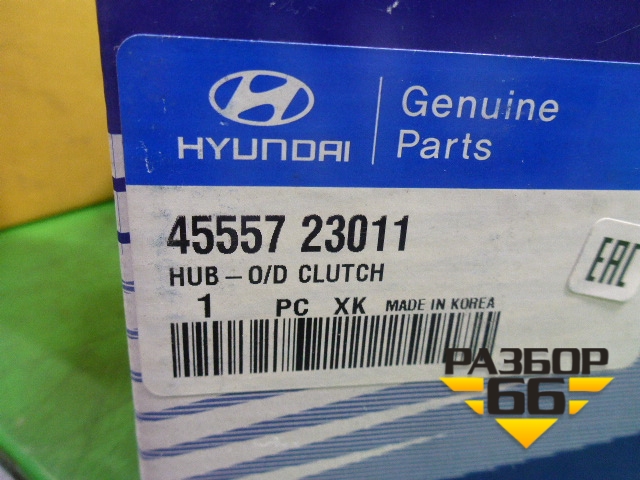 HYUNDAI
Genuine
Parts
45557 23011
HUB – O/D CLUTCH
1 PC XK MADE IN KOREA
EAC
РАЗБОР
66